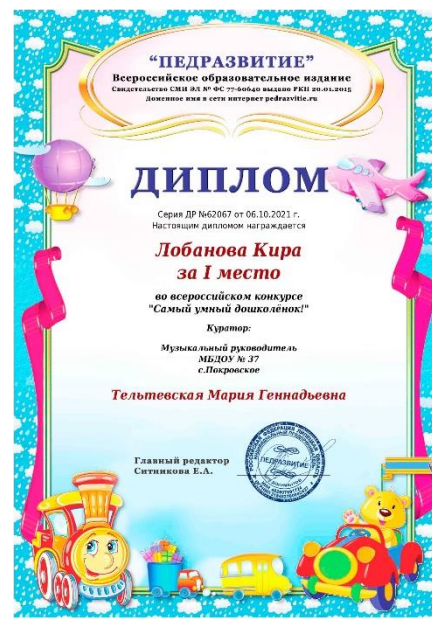 “ПЕДРАЗВИТИЕ”
Всероссийское образовательное издание
Свидетельство СМИ ЭЛ № ФС 77-60640 выдано РКН 20.01.2015
Доменное имя в сети интернет pedrazvitie.ru
ДИПЛОМ
Серия ДР №62067 от 06.10.2021 г.
Настоящим дипломом награждается
Лобанова Кира
за I место
во всероссийском конкурсе
"Самый умный дошколёнок!"
Куратор:
Музыкальный руководитель
МБДОУ № 37
с.Покровское
Тельтевская Мария Геннадьевна
Главный редактор
Ситникова Е.А.
ПЕДРАЗВИТИЕ